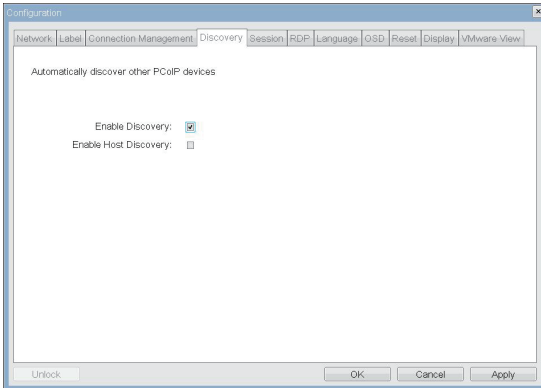 Configuration
Network Label Connection Management Discovery Session RDP Language OSD Reset Display VMware View
Automatically discover other PCoIP devices
Enable Discovery:
Enable Host Discovery:
Unlock OK Cancel Apply